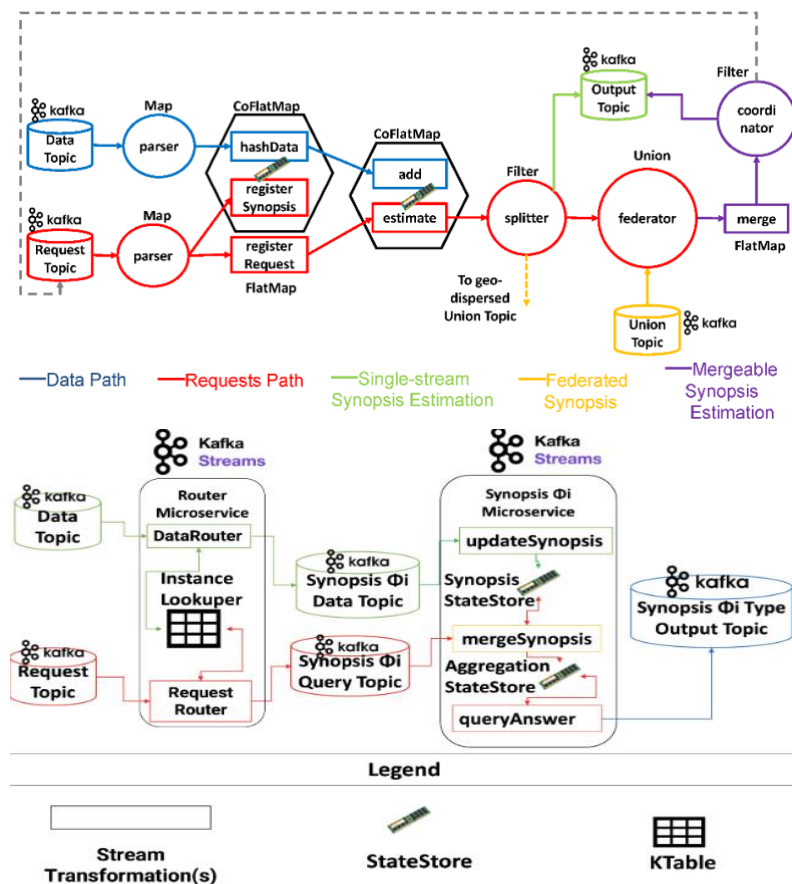 kafka
Output
Topic
Filter
coordi
nator
kafka
Data
Topic
Map
parser
CoFlatMap
hashData
register
Synopsis
CoFlatMap
add
estimate
Filter
splitter
Union
federator
merge
FlatMap
kafka
Request
Topic
Map
parser
register
Request
FlatMap
To geo-
dispersed
Union Topic
Union
Topic
kafka
Data Path
Requests Path
Single-stream
Synopsis Estimation
Federated
Synopsis
Mergeable
Synopsis
Estimation
Kafka
Streams
Kafka
Streams
kafka
Data
Topic
Router
Microservice
DataRouter
Instance
Lookuper
Request
Router
kafka
Request
Topic
kafka
Synopsis Φi
Data Topic
kafka
Synopsis Φi
Query Topic
Synopsis Φi
Microservice
updateSynopsis
Synopsis
StateStore
mergeSynopsis
Aggregation
StateStore
queryAnswer
kafka
Synopsis Φi Type
Output Topic
Legend
Stream
Transformation(s)
StateStore
KTable